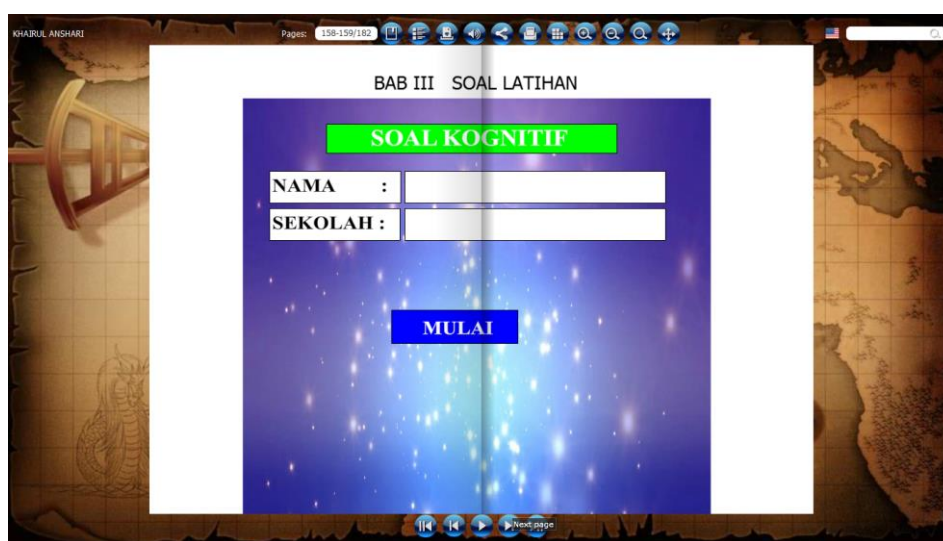 KHAIRUL ANSHARI
Pages: 158-159/182
BAB III SOAL LATIHAN
SOAL KOGNITIF
NAMA :
SEKOLAH :
MULAI
Next page